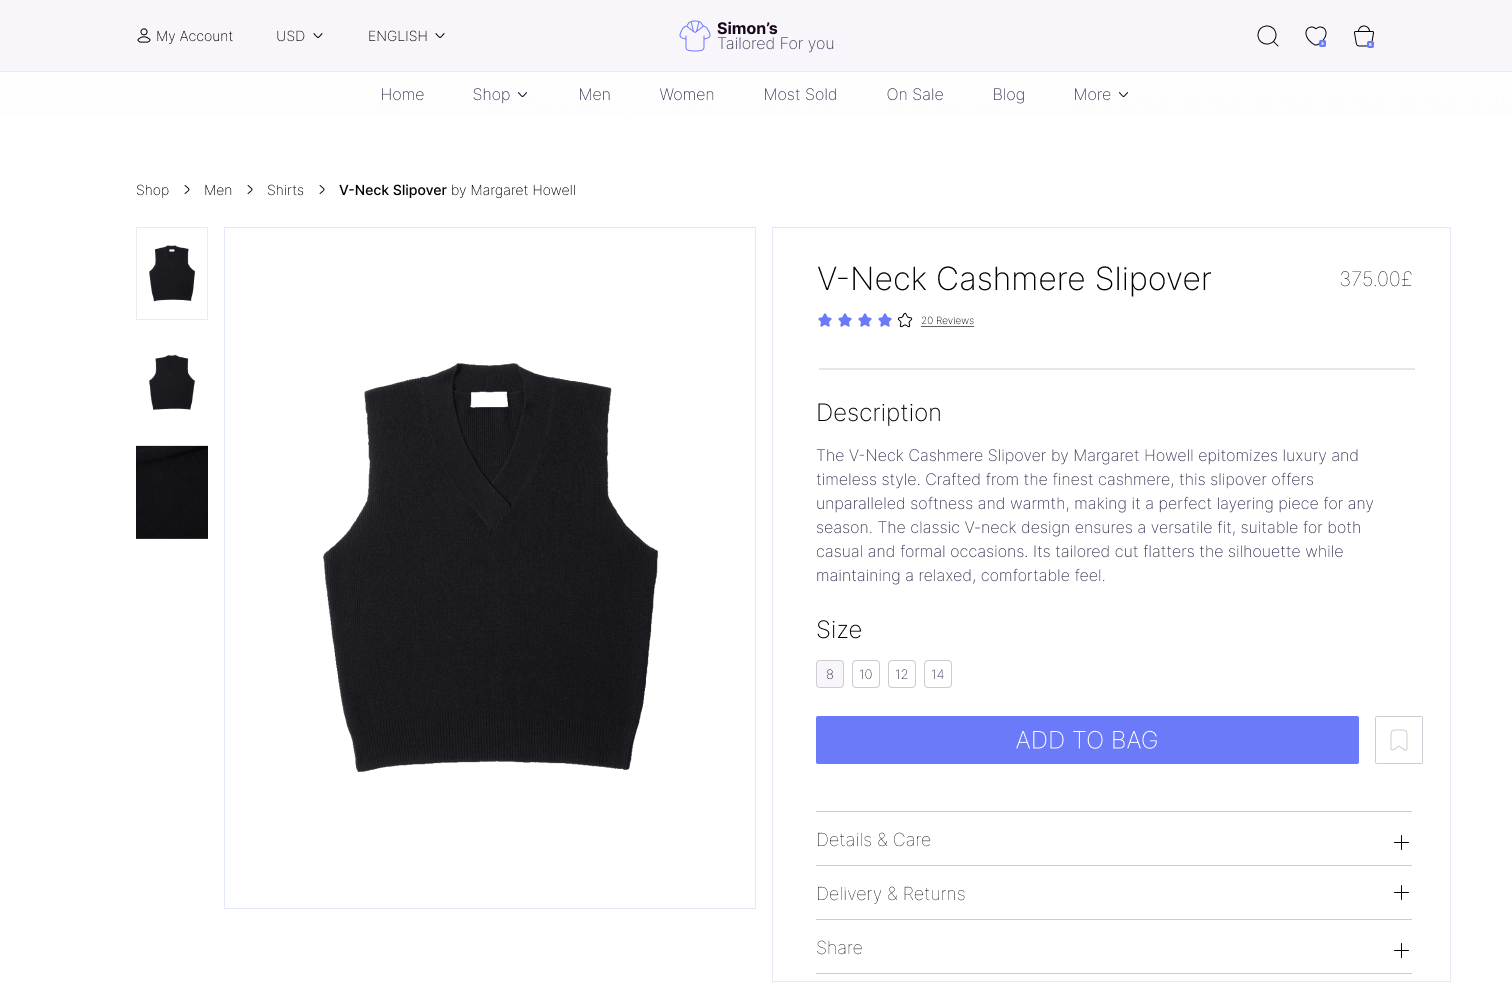 My Account
USD
ENGLISH
Simon’s
Tailored For you
Home
Shop
Men
Women
Most Sold
On Sale
Blog
More
Shop
Men
Shirts
V-Neck Slipover by Margaret Howell
V-Neck Cashmere Slipover
375.00£
20 Reviews
Description
The V-Neck Cashmere Slipover by Margaret Howell epitomizes luxury and
timeless style. Crafted from the finest cashmere, this slipover offers
unparalleled softness and warmth, making it a perfect layering piece for any
season. The classic V-neck design ensures a versatile fit, suitable for both
casual and formal occasions. Its tailored cut flatters the silhouette while
maintaining a relaxed, comfortable feel.
Size
8
10
12
14
ADD TO BAG
Details & Care
Delivery & Returns
Share